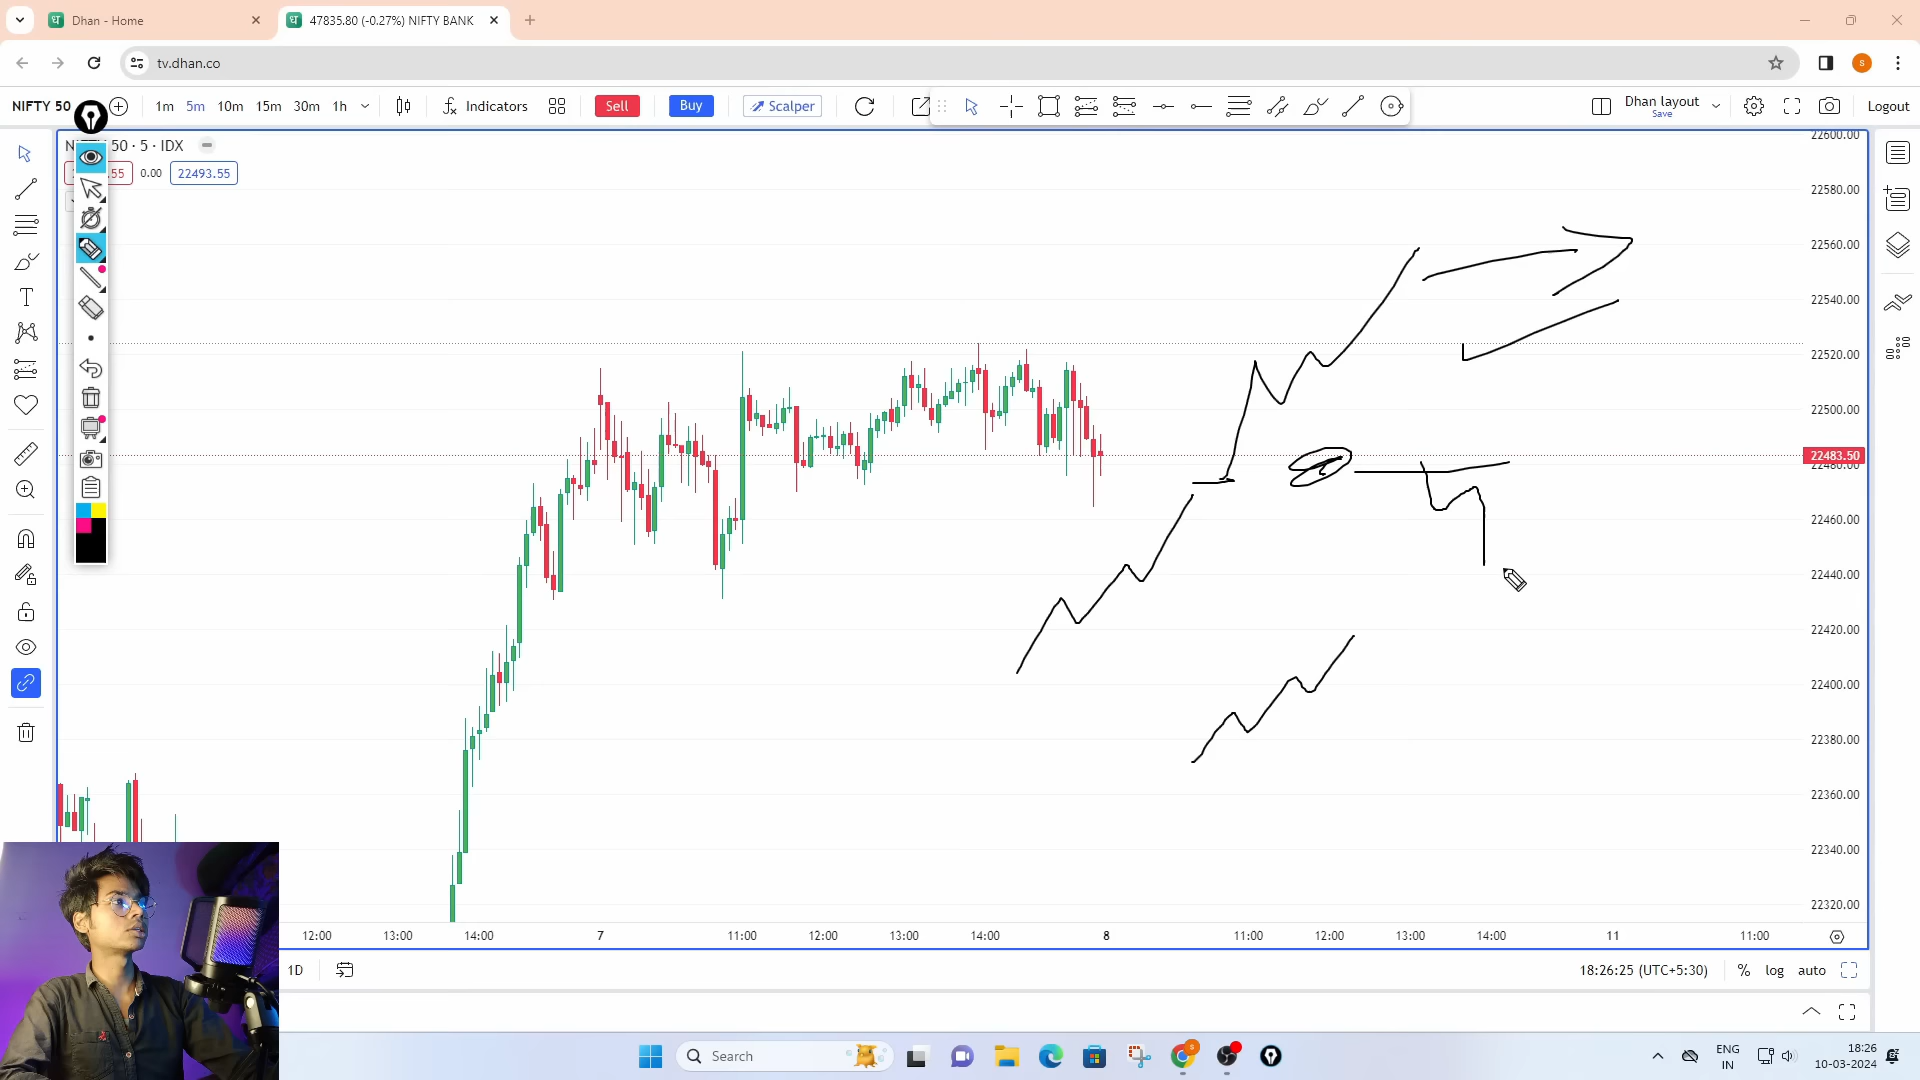 Dhan - Home
47835.80 (-0.27%) NIFTY BANK
tv.dhan.co
S
NIFTY 50
1m 5m 10m 15m 30m 1h
Indicators
Sell
Buy
Scalper
Dhan layout
Save
Logout
50 · 5 · IDX
55 0.00 22493.55
22600.00
22580.00
22560.00
22540.00
22520.00
22500.00
22483.50
22480.00
22460.00
22440.00
22420.00
22400.00
22380.00
22360.00
22340.00
22320.00
12:00 13:00 14:00 7 11:00 12:00 13:00 14:00 8 11:00 12:00 13:00 14:00 11 11:00
1D
18:26:25 (UTC+5:30) % log auto
Search
ENG
IN
18:26
10-03-2024